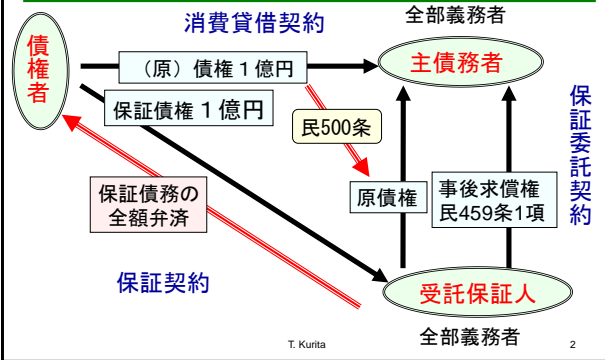 消費貸借契約
全部義務者
債権者
（原）債権１億円
主債務者
保証債権１億円
民500条
保証委託契約
保証債務の
全額弁済
原債権
事後求償権
民459条1項
保証契約
受託保証人
全部義務者
T. Kurita
2